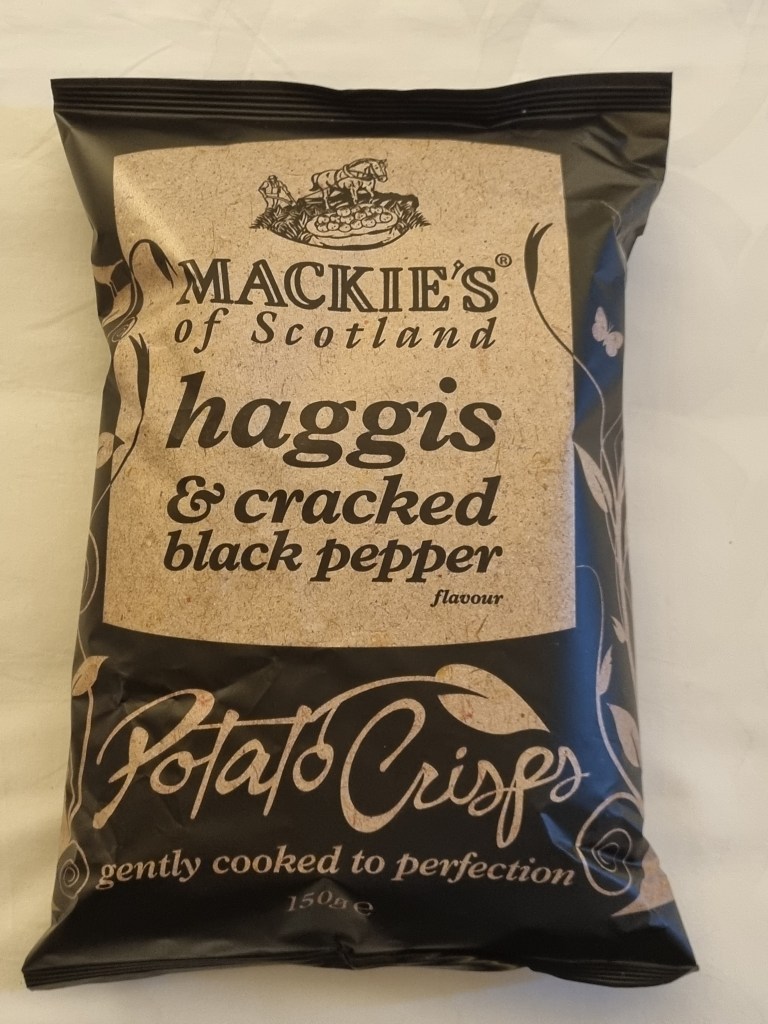 MACKIE'S®
of Scotland
haggis
& cracked
black pepper
flavour
Potato Crisps
gently cooked to perfection
150g e